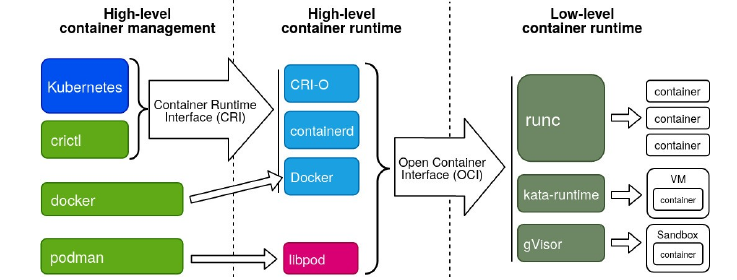 High-level
container management
High-level
container runtime
Low-level
container runtime
Kubernetes
crictl
docker
podman
Container Runtime
Interface (CRI)
CRI-O
containerd
Docker
libpod
Open Container
Interface (OCI)
runc
kata-runtime
gVisor
container
container
container
VM
container
Sandbox
container